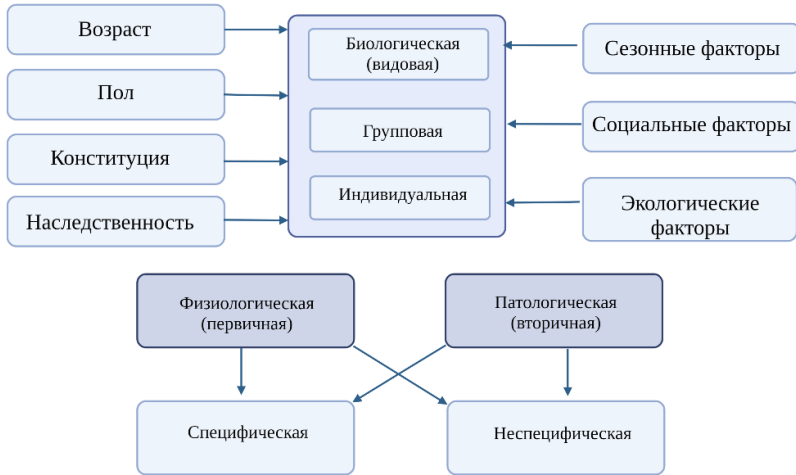 Возраст
Пол
Конституция
Наследственность
Биологическая
(видовая)
Групповая
Индивидуальная
Сезонные факторы
Социальные факторы
Экологические
факторы
Физиологическая
(первичная)
Патологическая
(вторичная)
Специфическая
Неспецифическая